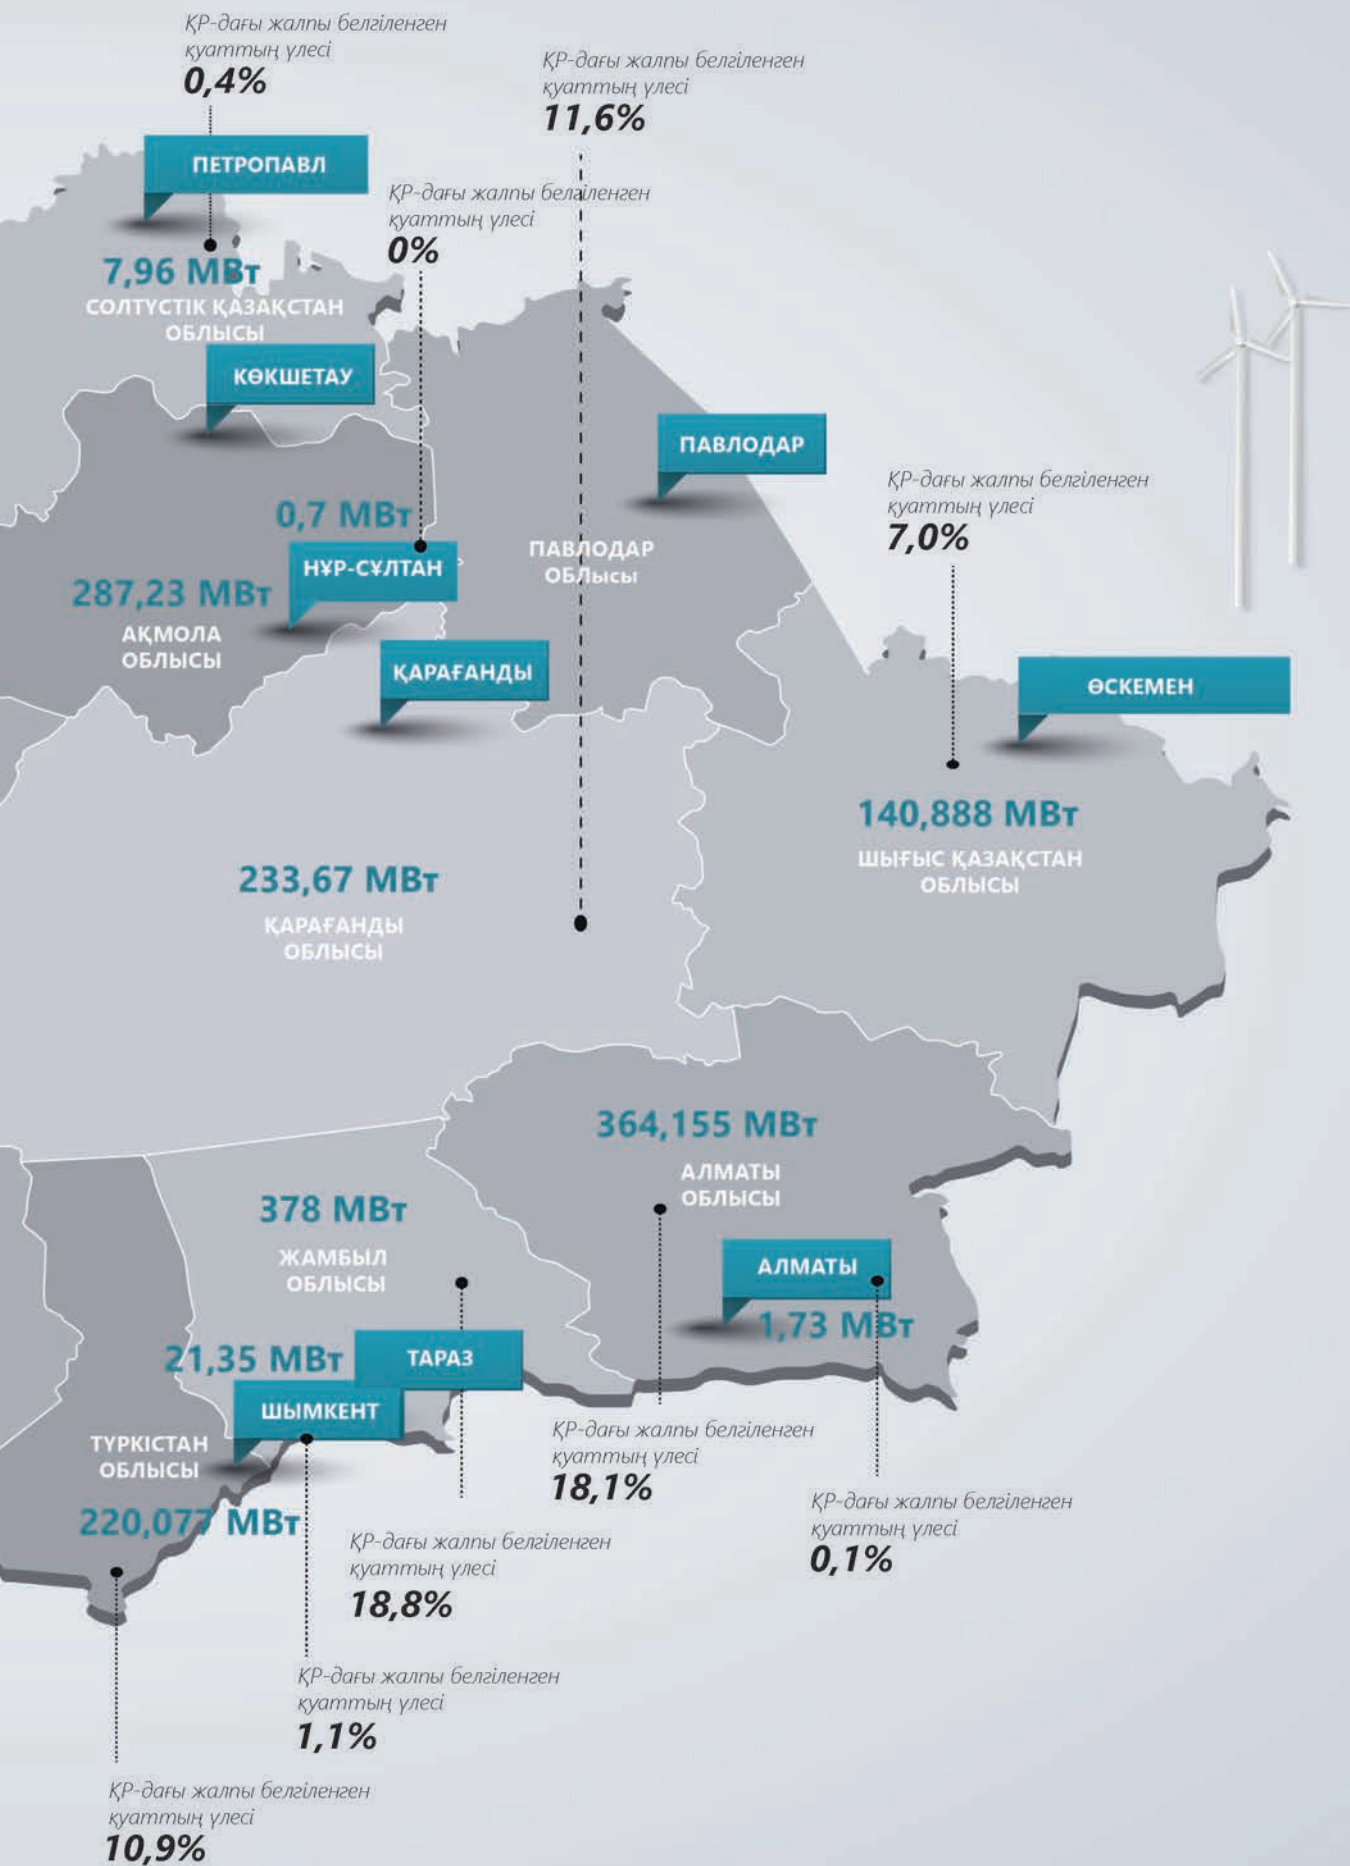 ҚР-дағы жалпы белгіленген
қуаттың үлесі
0,4%
ҚР-дағы жалпы белгіленген
қуаттың үлесі
11,6%
ПЕТРОПАВЛ
ҚР-дағы жалпы белгіленген
қуаттың үлесі
0%
7,96 МВт
СОЛТҮСТІК ҚАЗАҚСТАН
ОБЛЫСЫ
КӨКШЕТАУ
ПАВЛОДАР
ҚР-дағы жалпы белгіленген
қуаттың үлесі
7,0%
0,7 МВт
ПАВЛОДАР
ОБЛысы
НҰР-СҰЛТАН
287,23 МВт
АҚМОЛА
ОБЛЫСЫ
ҚАРАҒАНДЫ
ӨСКЕМЕН
140,888 МВт
ШЫҒЫС ҚАЗАҚСТАН
ОБЛЫСЫ
233,67 МВт
ҚАРАҒАНДЫ
ОБЛЫСЫ
364,155 МВт
АЛМАТЫ
ОБЛЫСЫ
378 МВт
ЖАМБЫЛ
ОБЛЫСЫ
АЛМАТЫ
1,73 МВт
21,35 МВт
ТАРАЗ
ШЫМКЕНТ
ТҮРКІСТАН
ОБЛЫСЫ
220,077 МВт
ҚР-дағы жалпы белгіленген
қуаттың үлесі
18,1%
ҚР-дағы жалпы белгіленген
қуаттың үлесі
0,1%
ҚР-дағы жалпы белгіленген
қуаттың үлесі
18,8%
ҚР-дағы жалпы белгіленген
қуаттың үлесі
1,1%
ҚР-дағы жалпы белгіленген
қуаттың үлесі
10,9%